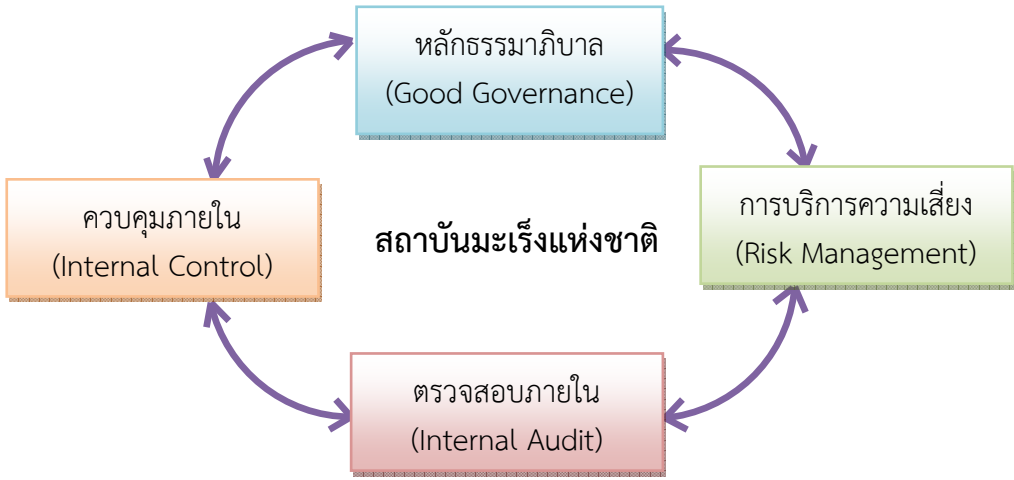 หลักธรรมาภิบาล
(Good Governance)
ควบคุมภายใน
(Internal Control)
สถาบันมะเร็งแห่งชาติ
การบริการความเสี่ยง
(Risk Management)
ตรวจสอบภายใน
(Internal Audit)